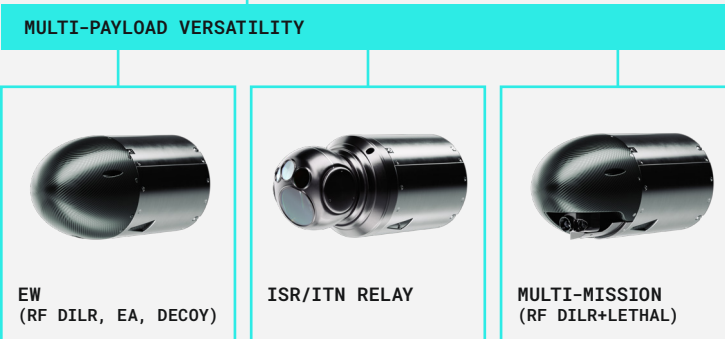 MULTI-PAYLOAD VERSATILITY
EW
(RF DILR, EA, DECOY)
ISR/ITN RELAY
MULTI-MISSION
(RF DILR+LETHAL)